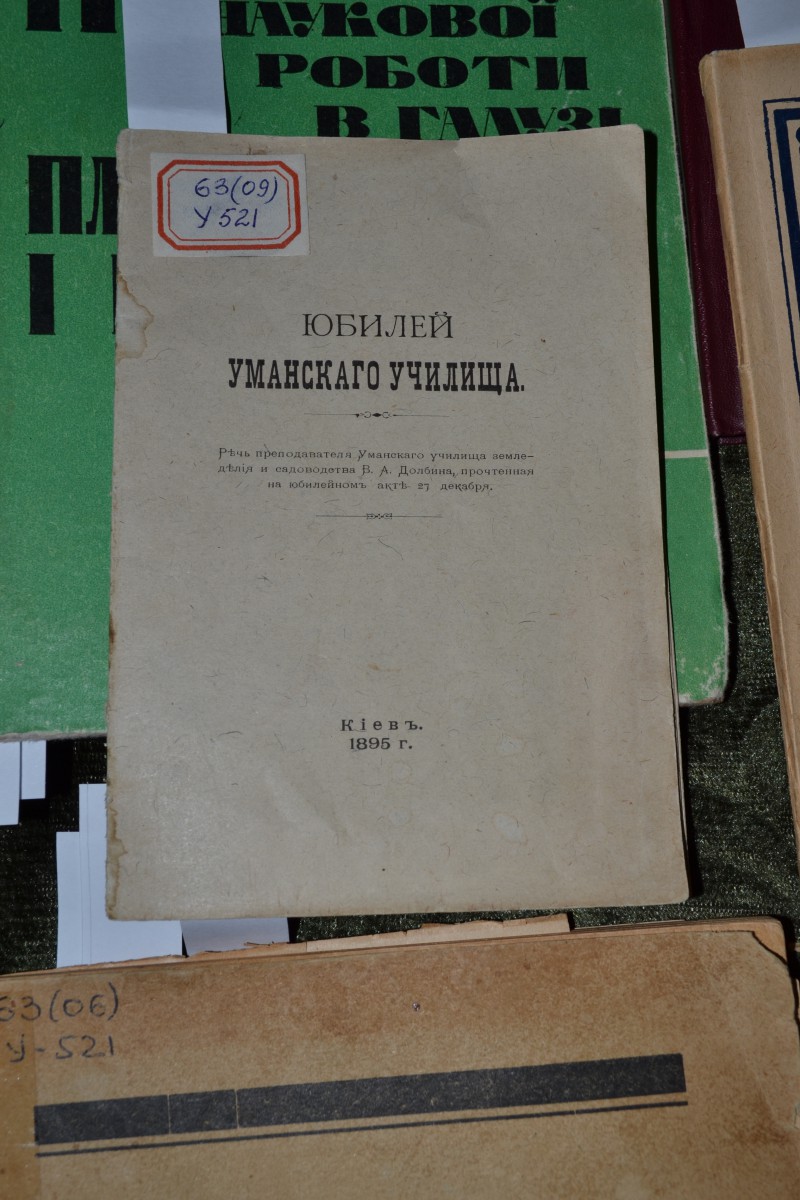 НАУКОВОЇ
РОБОТИ
В ГАЛУЗІ
ПЛ
І
63(09)
У 521
ЮБИЛЕЙ
УМАНСКАГО УЧИЛИЩА.
Рѣчь преподавателя Уманскаго училища земле-
дѣлія и садоводства В. А. Долбина, прочтенная
на юбилейномъ актѣ 27 декабря.
Кіевъ.
1895 г.
63(06)
У-521